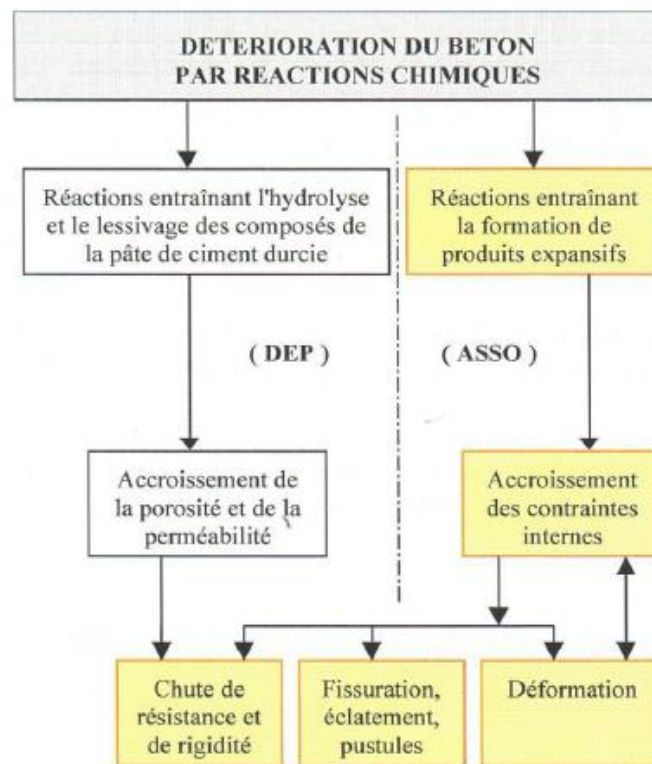 DETERIORATION DU BETON
PAR REACTIONS CHIMIQUES
Réactions entraînant l'hydrolyse
et le lessivage des composés de
la pâte de ciment durcie
Réactions entraînant
la formation de
produits expansifs
( DEP )
( ASSO )
Accroissement de
la porosité et de la
perméabilité
Accroissement
des contraintes
internes
Chute de
résistance et
de rigidité
Fissuration,
éclatement,
pustules
Déformation